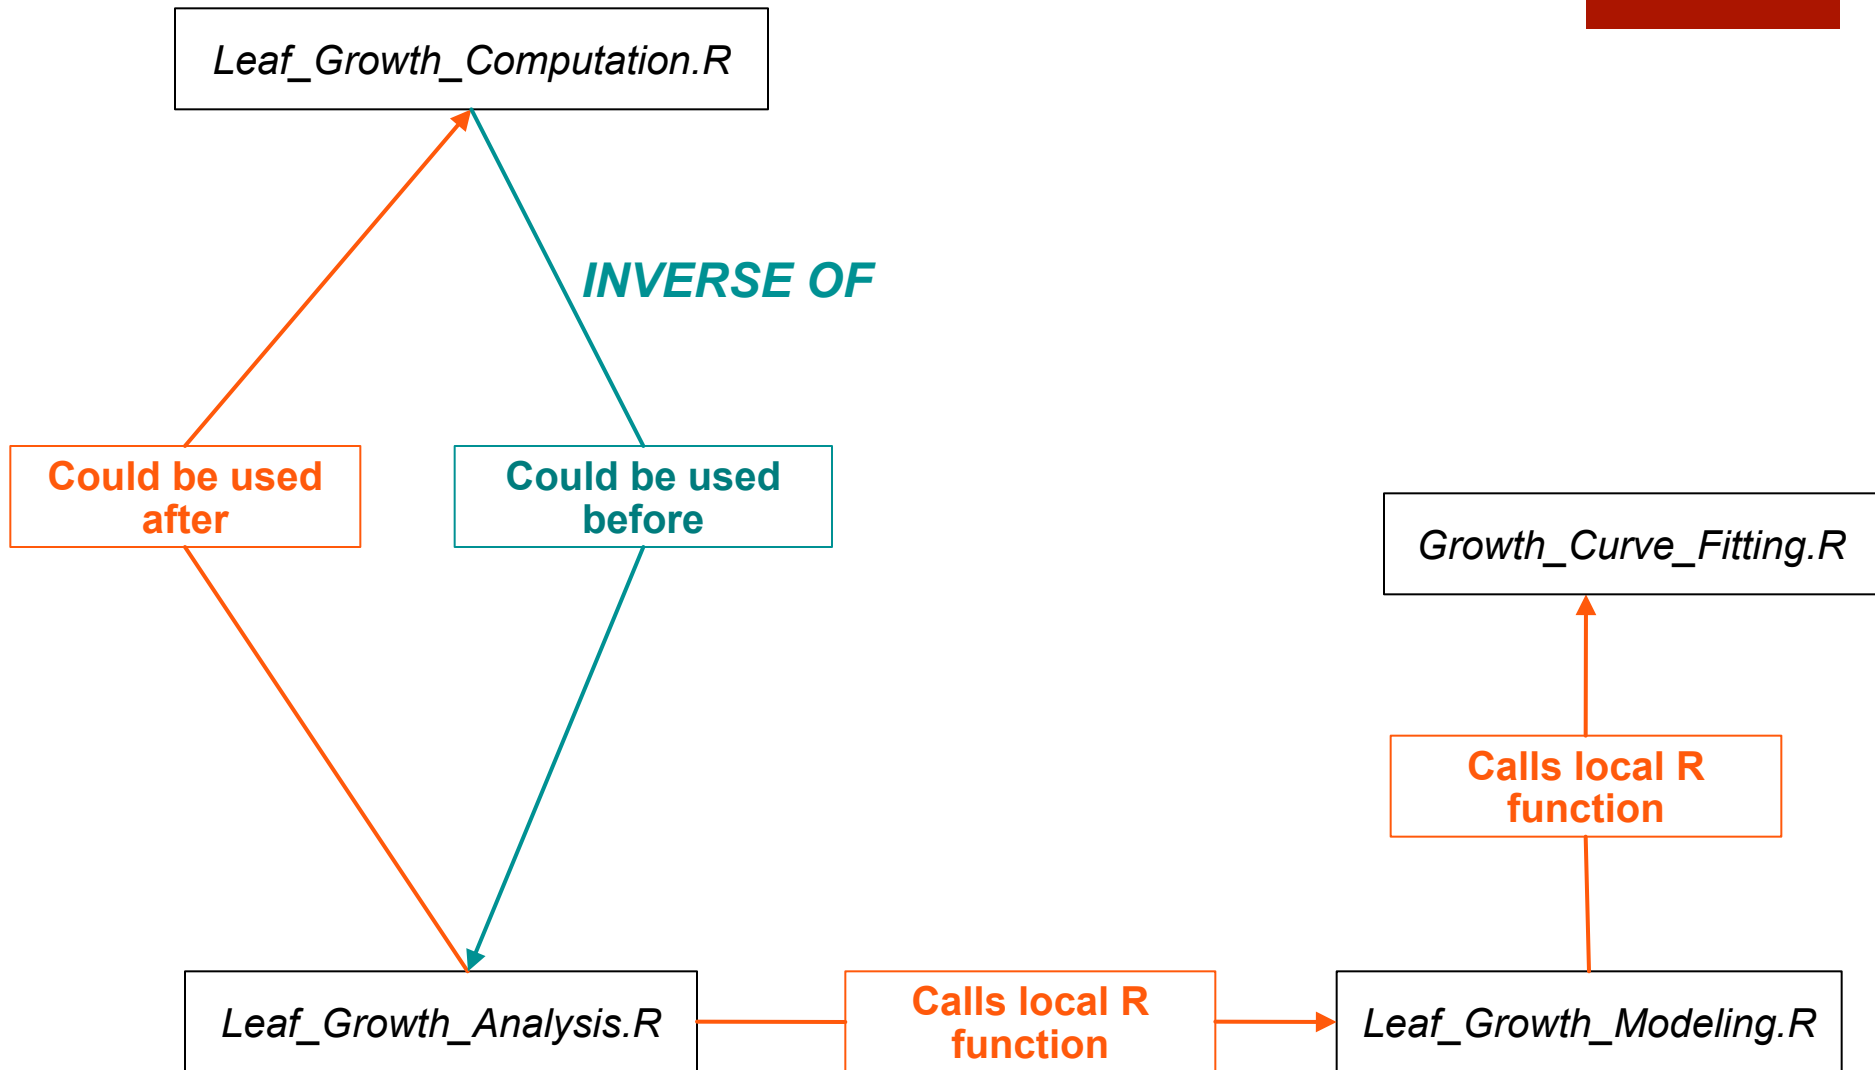 Leaf_Growth_Computation.R
INVERSE OF
Could be used
after
Could be used
before
Growth_Curve_Fitting.R
Calls local R
function
Leaf_Growth_Analysis.R
Calls local R
function
Leaf_Growth_Modeling.R